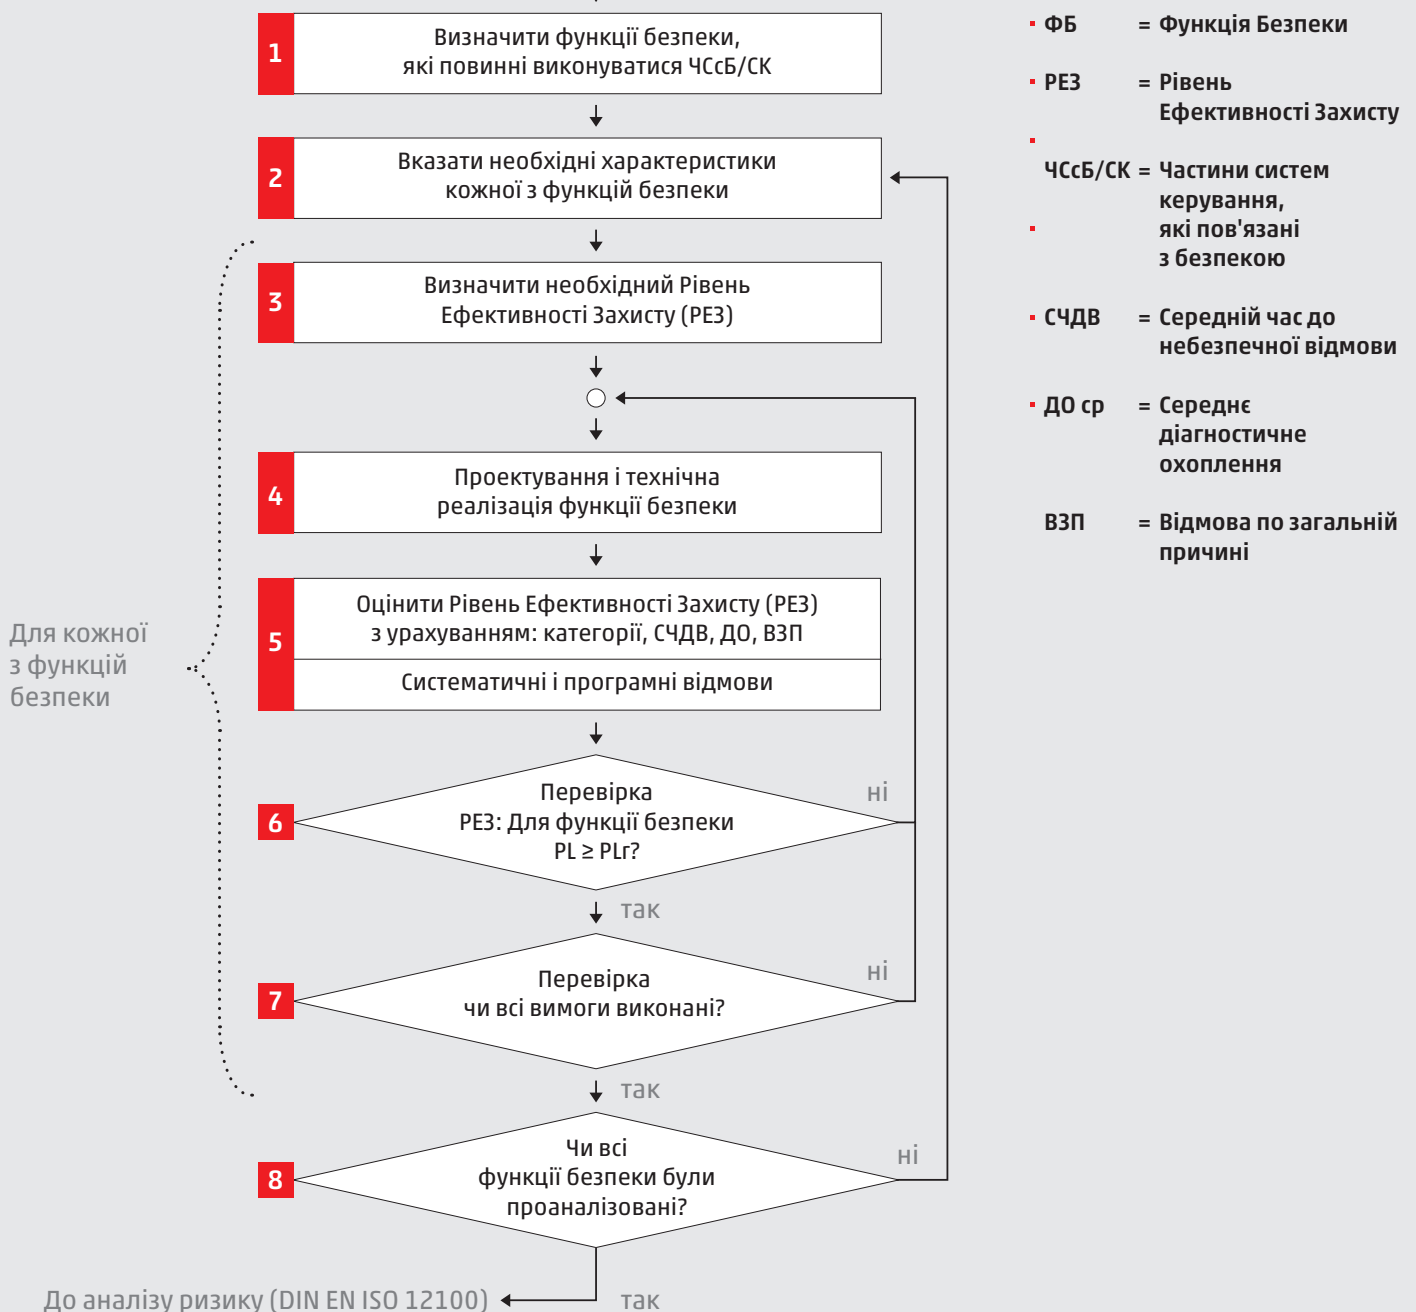 1
Визначити функції безпеки,
які повинні виконуватися ЧСсБ/СК
2
Вказати необхідні характеристики
кожної з функцій безпеки
3
Визначити необхідний Рівень
Ефективності Захисту (РЕЗ)
4
Проектування і технічна
реалізація функції безпеки
Для кожної
з функцій
безпеки
5
Оцінити Рівень Ефективності Захисту (РЕЗ)
з урахуванням: категорії, СЧДВ, ДО, ВЗП
Систематичні і програмні відмови
6
Перевірка
РЕЗ: Для функції безпеки
PL ≥ PLr?
ні
так
7
Перевірка
чи всі вимоги виконані?
ні
так
8
Чи всі
функції безпеки були
проаналізовані?
ні
До аналізу ризику (DIN EN ISO 12100)
так
ФБ = Функція Безпеки
РЕЗ = Рівень
Ефективності Захисту
ЧСсБ/СК = Частини систем
керування,
які пов'язані
з безпекою
СЧДВ = Середній час до
небезпечної відмови
ДО ср = Середнє
діагностичне
охоплення
ВЗП = Відмова по загальній
причині